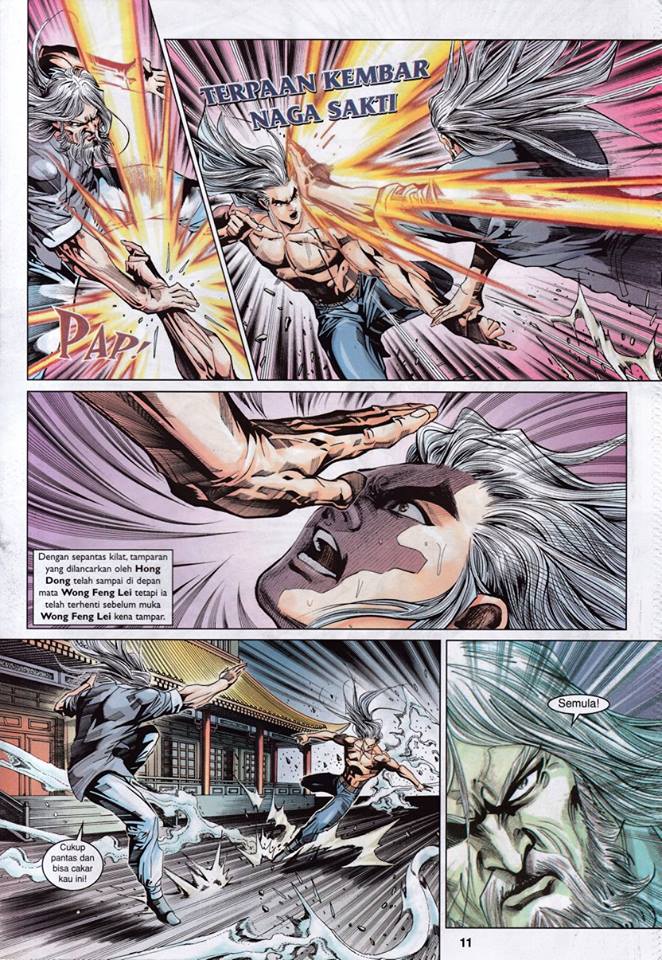 TERPAAN KEMBAR
NAGA SAKTI
PAP!
Dengan sepantas kilat, tamparan
yang dilancarkan oleh Hong
Dong telah sampai di depan
mata Wong Feng Lei tetapi ia
telah terhenti sebelum muka
Wong Feng Lei kena tampar.
Cukup
pantas dan
bisa cakar
kau ini!
Semula!
11